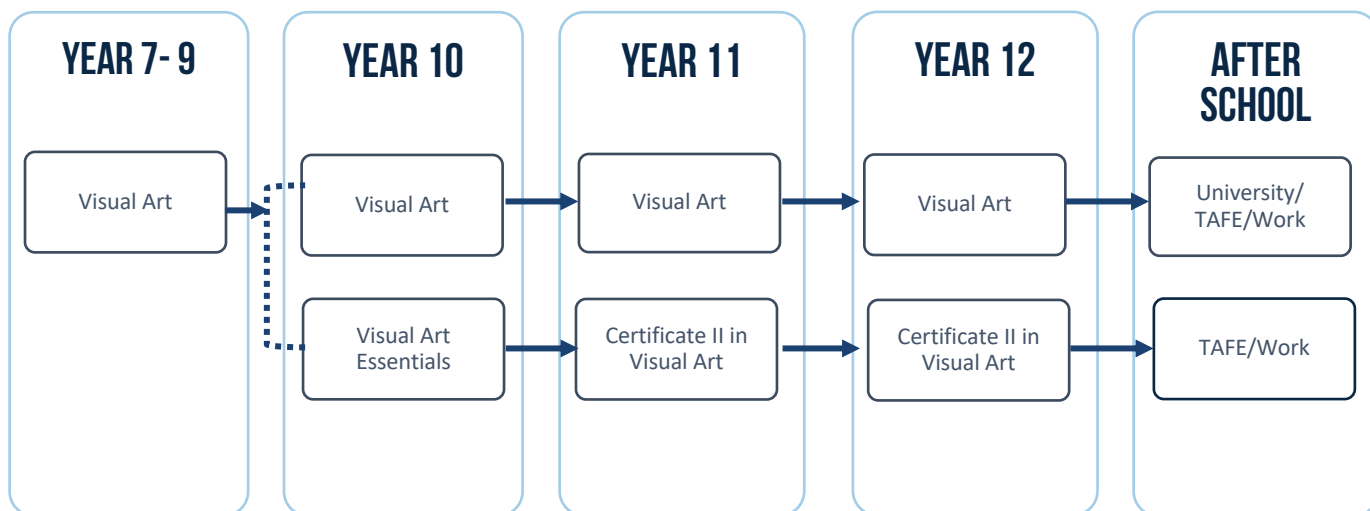 YEAR 7- 9
YEAR 10
YEAR 11
YEAR 12
AFTER
SCHOOL
Visual Art
Visual Art
Visual Art
Visual Art
University/
TAFE/Work
Visual Art
Essentials
Certificate II in
Visual Art
Certificate II in
Visual Art
TAFE/Work